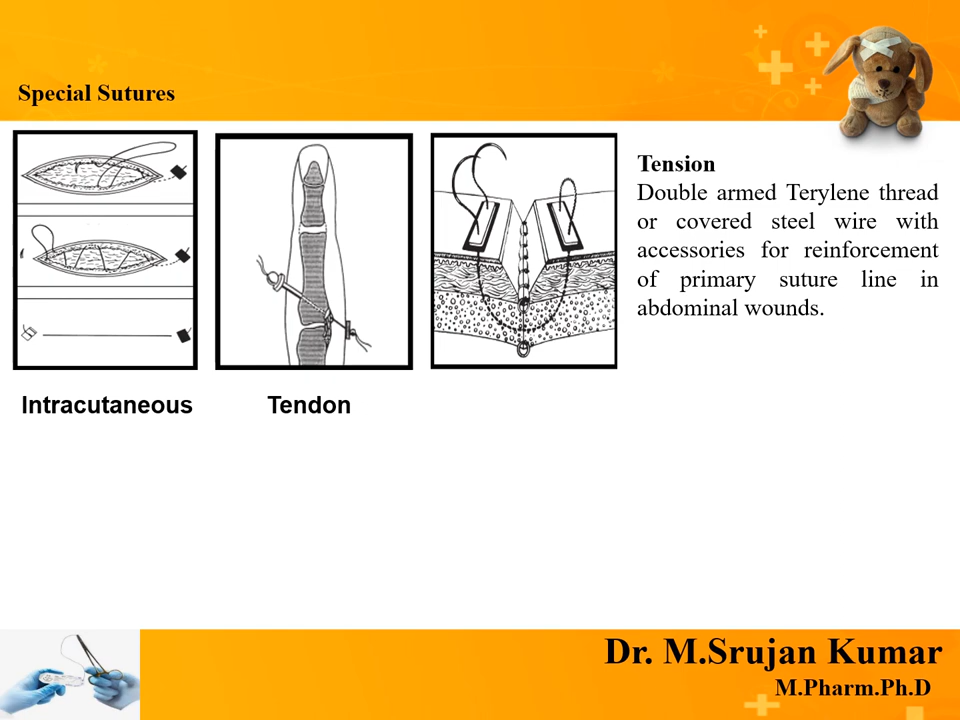 Special Sutures
Tension
Double armed Terylene thread
or covered steel wire with
accessories for reinforcement
of primary suture line in
abdominal wounds.
Intracutaneous
Tendon
Dr. M.Srujan Kumar
M.Pharm.Ph.D